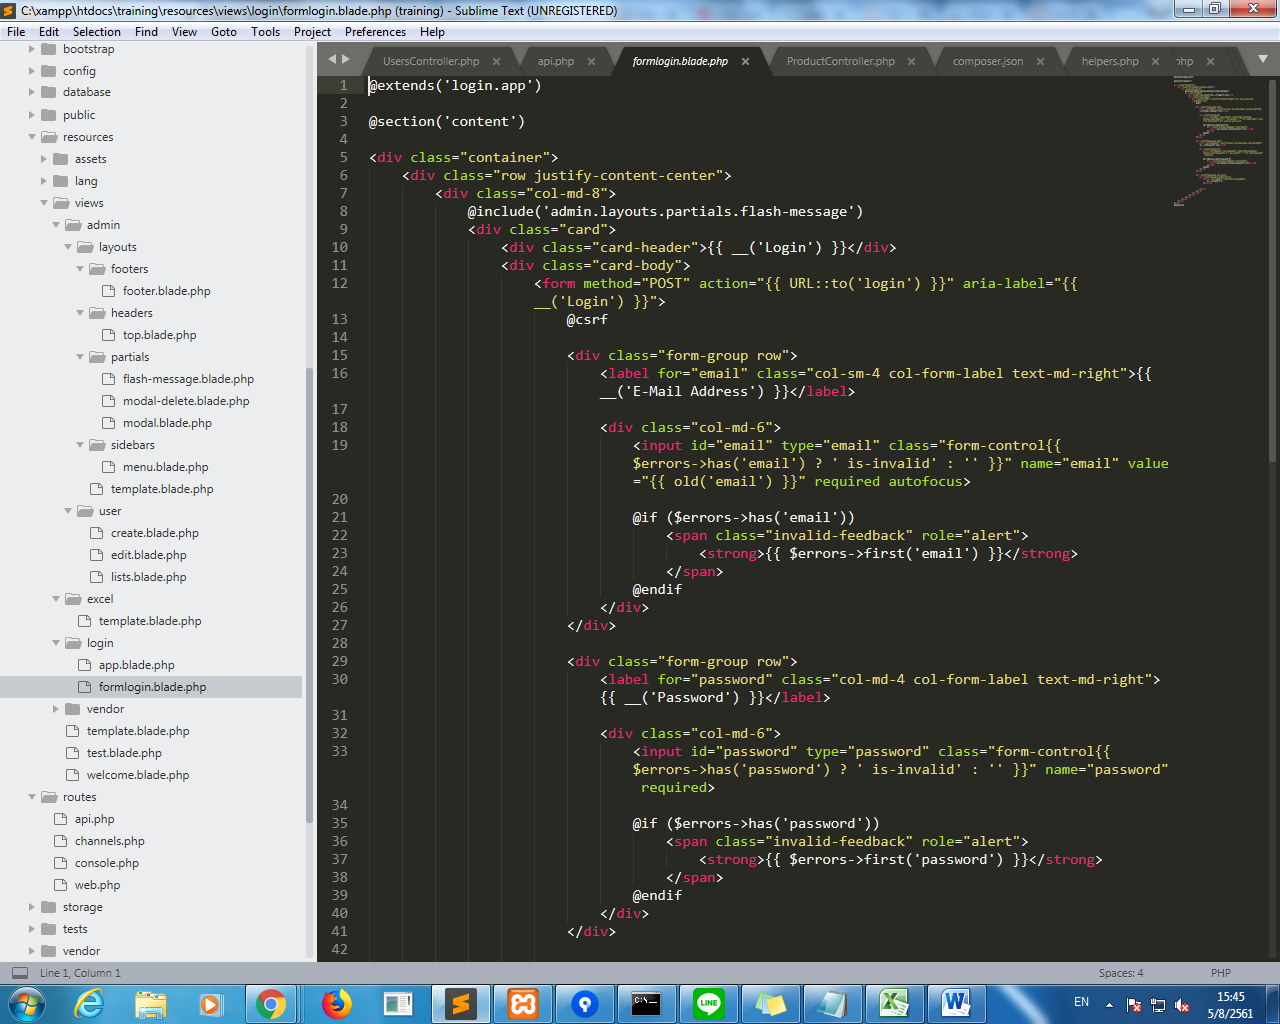 C:\xampp\htdocs\training\resources\views\login\formlogin.blade.php (training) - Sublime Text (UNREGISTERED)
File Edit Selection Find View Goto Tools Project Preferences Help
bootstrap
config
database
public
resources
assets
lang
views
admin
layouts
footers
footer.blade.php
headers
top.blade.php
partials
flash-message.blade.php
modal-delete.blade.php
modal.blade.php
sidebars
menu.blade.php
template.blade.php
user
create.blade.php
edit.blade.php
lists.blade.php
excel
template.blade.php
login
app.blade.php
formlogin.blade.php
vendor
template.blade.php
test.blade.php
welcome.blade.php
routes
api.php
channels.php
console.php
web.php
storage
tests
vendor
UsersController.php × api.php × formlogin.blade.php × ProductController.php × composer.json × helpers.php × php ×
1 @extends('login.app')
2
3 @section('content')
4
5 <div class="container">
6 <div class="row justify-content-center">
7 <div class="col-md-8">
8 @include('admin.layouts.partials.flash-message')
9 <div class="card">
10 <div class="card-header">{{ __('Login') }}</div>
11 <div class="card-body">
12 <form method="POST" action="{{ URL::to('login') }}" aria-label="{{
__('Login') }}">
13 @csrf
14
15 <div class="form-group row">
16 <label for="email" class="col-sm-4 col-form-label text-md-right">{{
__('E-Mail Address') }}</label>
17
18 <div class="col-md-6">
19 <input id="email" type="email" class="form-control{{
$errors->has('email') ? ' is-invalid' : '' }}" name="email" value
="{{ old('email') }}" required autofocus>
20
21 @if ($errors->has('email'))
22 <span class="invalid-feedback" role="alert">
23 <strong>{{ $errors->first('email') }}</strong>
24 </span>
25 @endif
26 </div>
27 </div>
28
29 <div class="form-group row">
30 <label for="password" class="col-md-4 col-form-label text-md-right">
{{ __('Password') }}</label>
31
32 <div class="col-md-6">
33 <input id="password" type="password" class="form-control{{
$errors->has('password') ? ' is-invalid' : '' }}" name="password"
required>
34
35 @if ($errors->has('password'))
36 <span class="invalid-feedback" role="alert">
37 <strong>{{ $errors->first('password') }}</strong>
38 </span>
39 @endif
40 </div>
41 </div>
42
Line 1, Column 1
Spaces: 4
PHP
C:\_
LINE
EN
15:45
5/8/2561